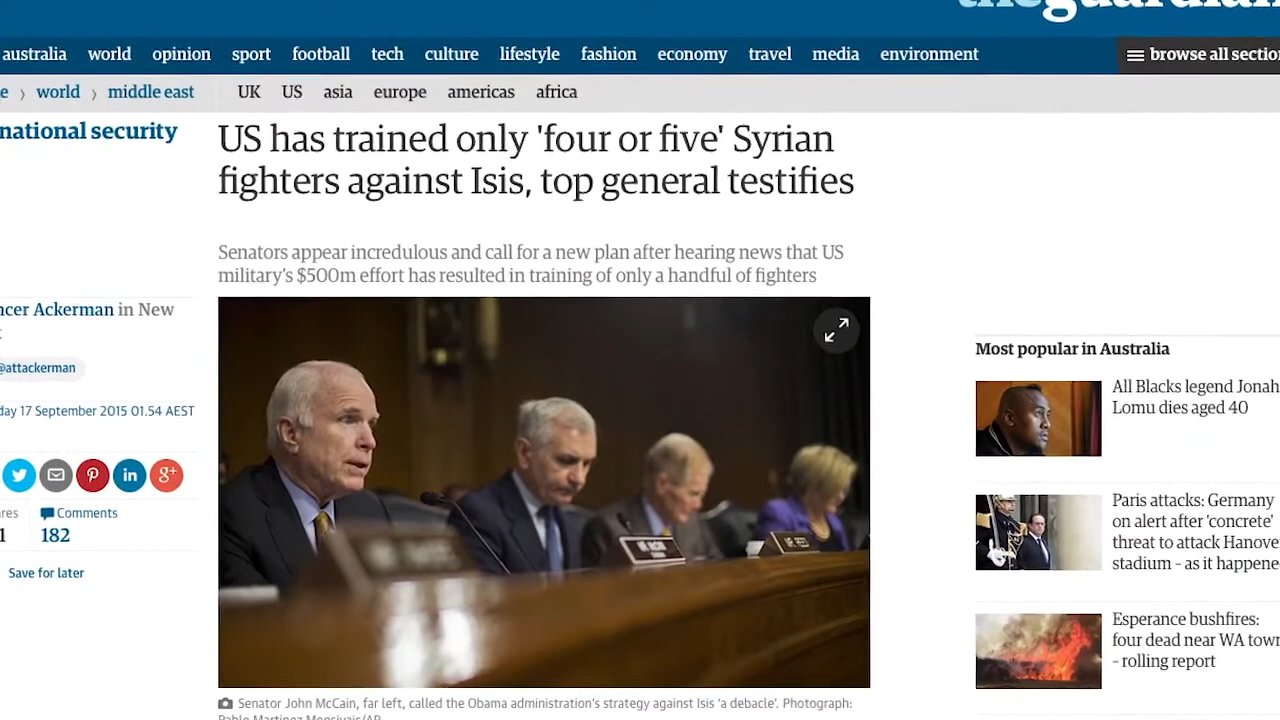 theguardian
australia world opinion sport football tech culture lifestyle fashion economy travel media environment browse all sectio
e › world › middle east UK US asia europe americas africa
national security
US has trained only 'four or five' Syrian
fighters against Isis, top general testifies
Senators appear incredulous and call for a new plan after hearing news that US
military's $500m effort has resulted in training of only a handful of fighters
ncer Ackerman in New
@attackerman
day 17 September 2015 01.54 AEST
res
1
Comments
182
Save for later
Senator John McCain, far left, called the Obama administration's strategy against Isis 'a debacle'. Photograph:
Pablo Martinez Monsivais/AP
Most popular in Australia
All Blacks legend Jonah
Lomu dies aged 40
Paris attacks: Germany
on alert after 'concrete'
threat to attack Hanove
stadium - as it happene
Esperance bushfires:
four dead near WA town
- rolling report